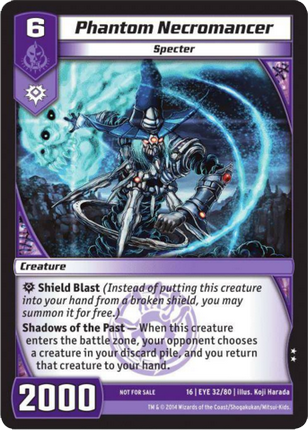 6
Phantom Necromancer
Specter
Creature
Shield Blast (Instead of putting this creature
into your hand from a broken shield, you may
summon it for free.)
Shadows of the Past — When this creature
enters the battle zone, your opponent chooses
a creature in your discard pile, and you return
that creature to your hand.
2000
NOT FOR SALE 16 | EYE 32/80 | Illus. Koji Harada
TM & © 2014 Wizards of the Coast/Shogakukan/Mitsui-Kids.